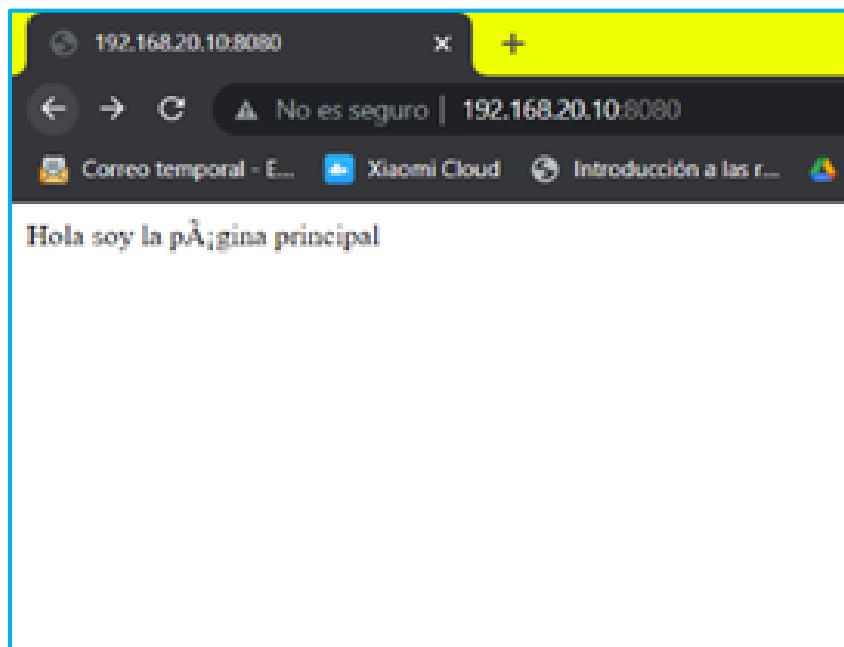 192.168.20.10:8080
No es seguro | 192.168.20.10:8080
Correo temporal - E... Xiaomi Cloud Introducción a las r...
Hola soy la pÃ¡gina principal